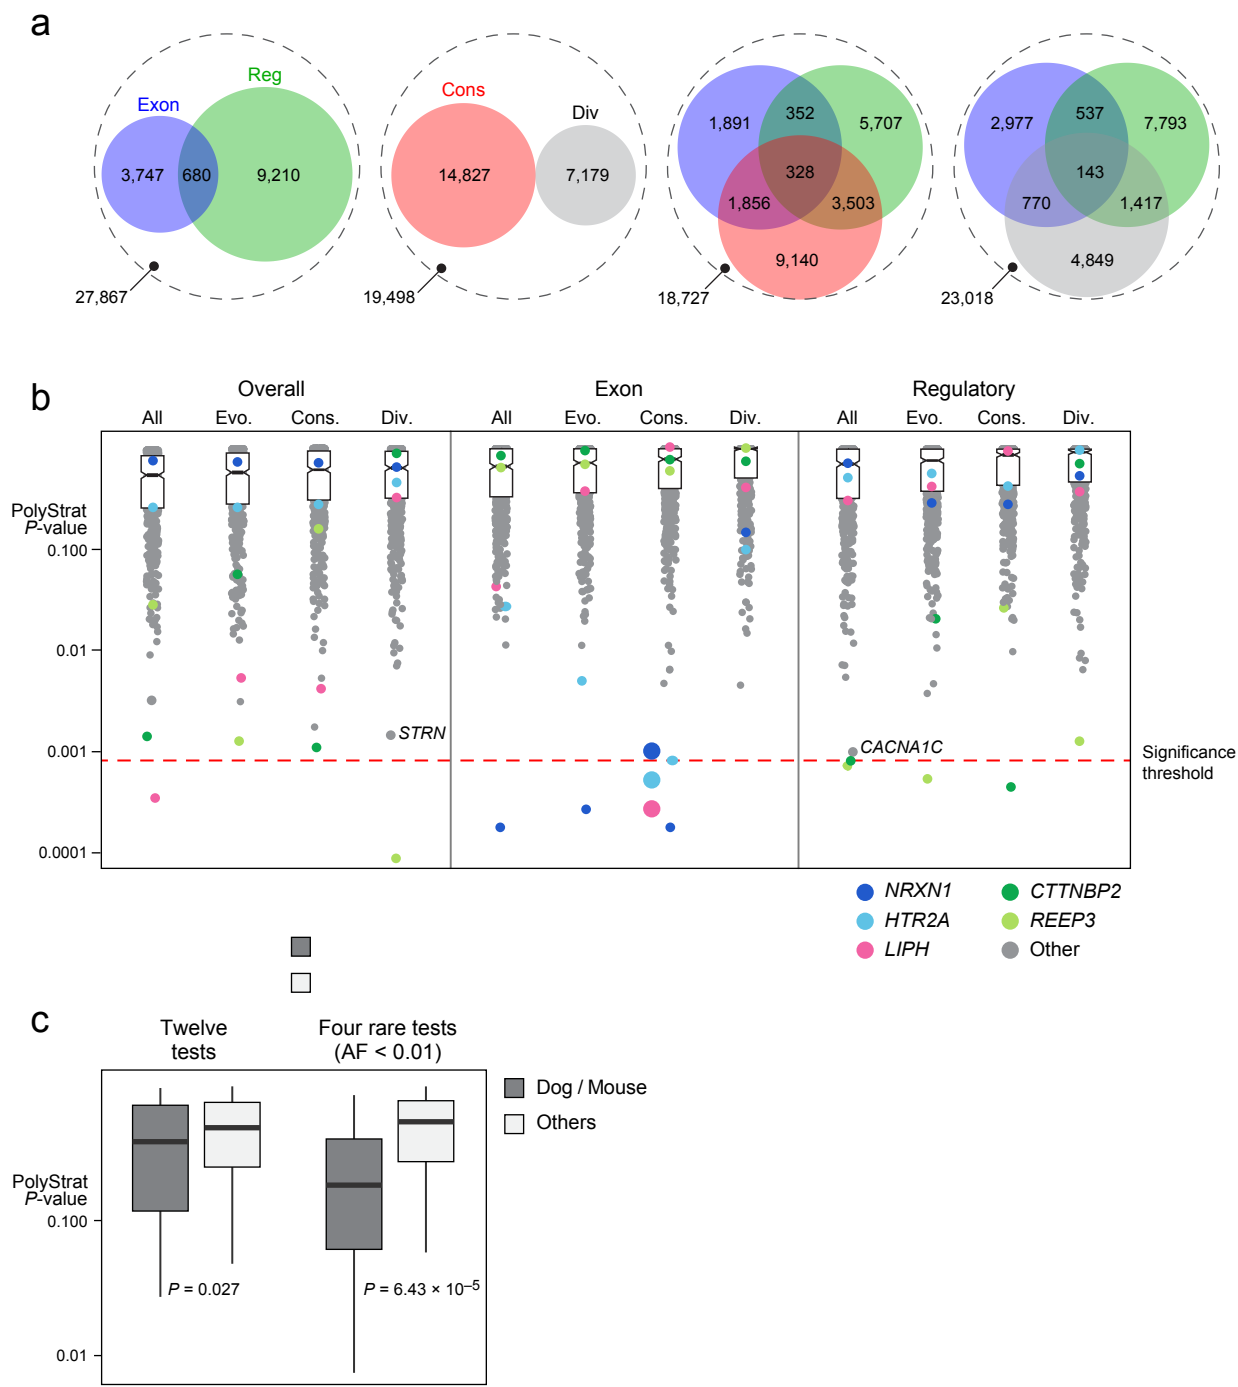 a
Exon
Reg
3,747
680
9,210
27,867
Cons
Div
14,827
7,179
19,498
1,891
352
5,707
328
1,856
3,503
9,140
18,727
2,977
537
7,793
143
770
1,417
4,849
23,018
b
Overall
Exon
Regulatory
All Evo. Cons. Div.
All Evo. Cons. Div.
All Evo. Cons. Div.
PolyStrat
P-value
0.100
0.01
0.001
0.0001
STRN
CACNA1C
Significance
threshold
NRXN1
HTR2A
LIPH
CTTNBP2
REEP3
Other
c
Twelve
tests
Four rare tests
(AF < 0.01)
Dog / Mouse
Others
PolyStrat
P-value
0.100
0.01
P = 0.027
P = 6.43 × 10⁻⁵